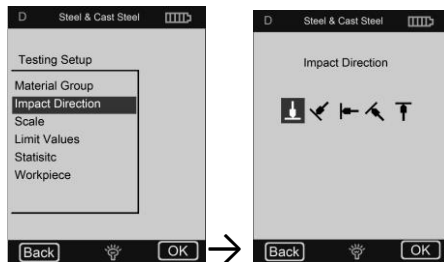 D Steel & Cast Steel
Testing Setup
Material Group
Impact Direction
Scale
Limit Values
Statisitc
Workpiece
Back OK
D Steel & Cast Steel
Impact Direction
Back OK